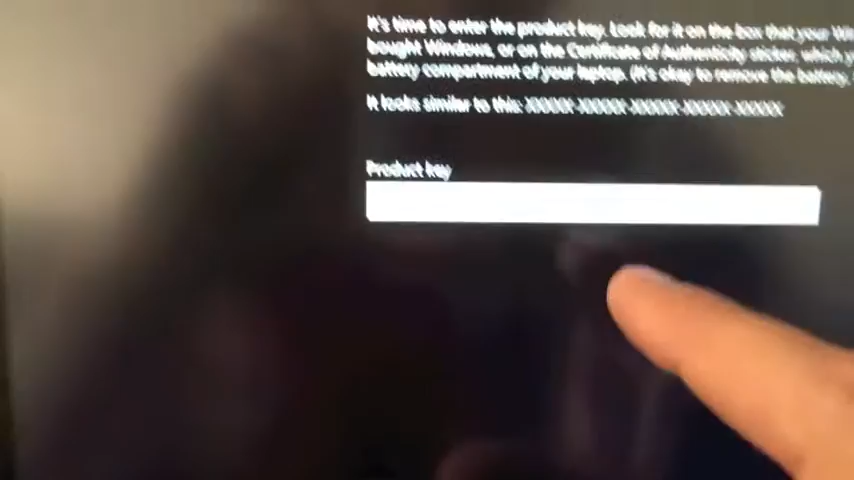 It's time to enter the product key. Look for it on the box that your
bought Windows, or on the Certificate of Authenticity sticker, which
battery compartment of your laptop. (It's okay to remove the battery.
It looks similar to this: XXXXX-XXXXX-XXXXX-XXXXX-XXXXX
Product key